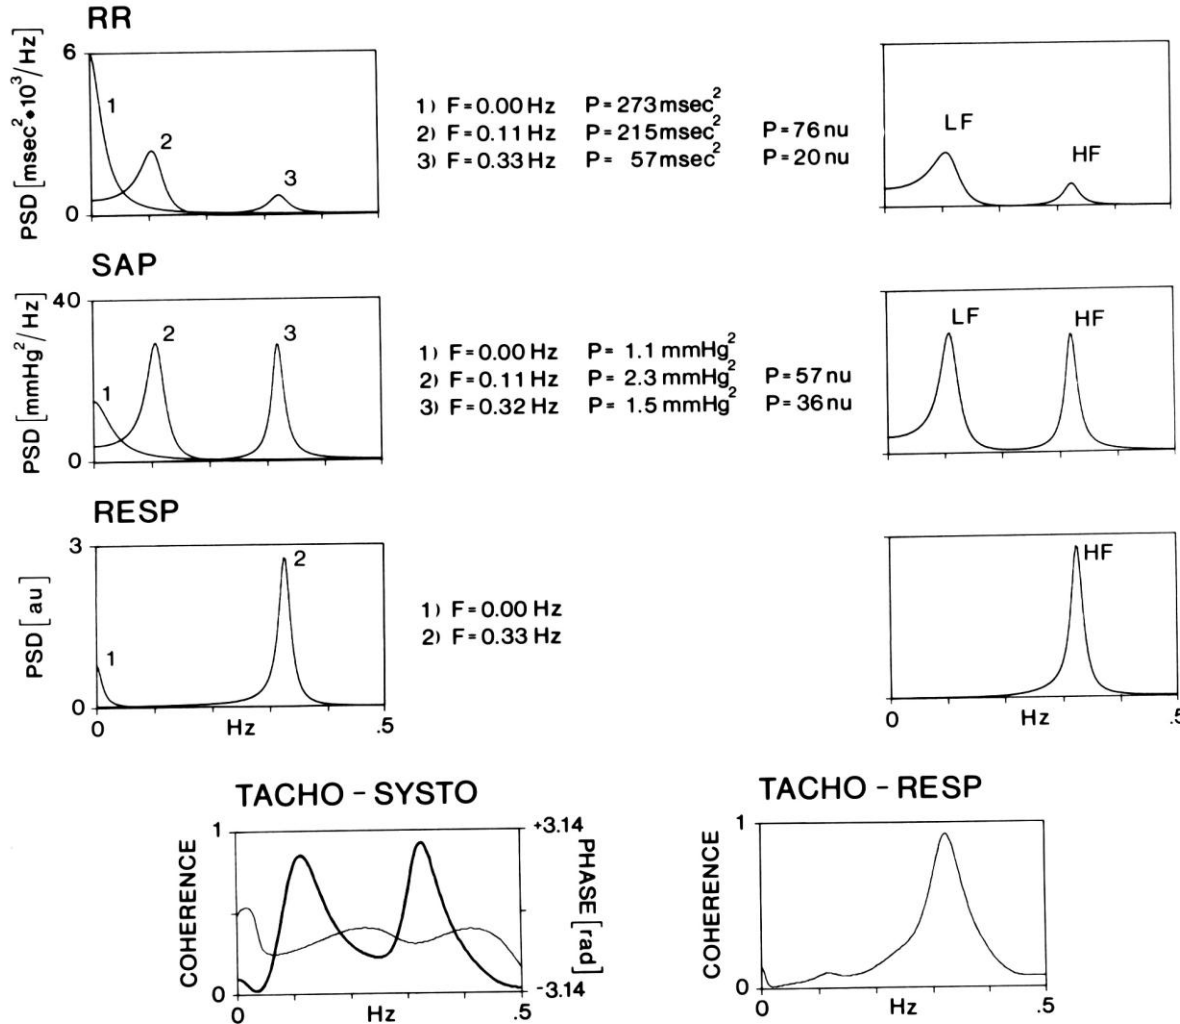 RR
PSD [msec²•10³/Hz]
6
0
1
2
3
1) F=0.00 Hz P=273 msec²
2) F=0.11 Hz P=215 msec² P=76 nu
3) F=0.33 Hz P= 57 msec² P=20 nu
LF
HF
SAP
PSD [mmHg²/Hz]
40
0
1
2
3
1) F=0.00 Hz P= 1.1 mmHg²
2) F=0.11 Hz P= 2.3 mmHg² P=57 nu
3) F=0.32 Hz P= 1.5 mmHg² P=36 nu
LF
HF
RESP
PSD [au]
3
0
1
2
0 Hz .5
1) F=0.00 Hz
2) F=0.33 Hz
HF
0 Hz .5
TACHO - SYSTO
COHERENCE
1
0
+3.14
-3.14
PHASE [rad]
0 Hz .5
TACHO - RESP
COHERENCE
1
0
0 Hz .5